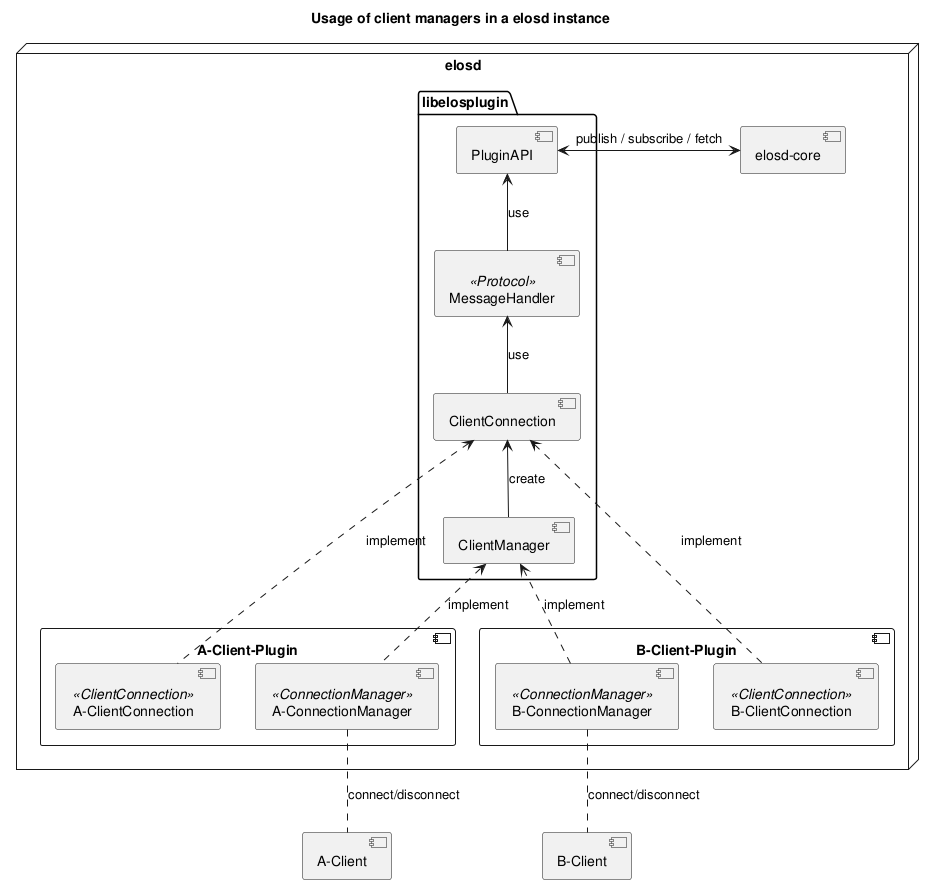 Usage of client managers in a elosd instance
elosd
libelosplugin
PluginAPI
publish / subscribe / fetch
elosd-core
use
«Protocol»
MessageHandler
use
ClientConnection
create
implement
implement
ClientManager
implement
implement
A-Client-Plugin
B-Client-Plugin
«ClientConnection»
A-ClientConnection
«ConnectionManager»
A-ConnectionManager
«ConnectionManager»
B-ConnectionManager
«ClientConnection»
B-ClientConnection
connect/disconnect
connect/disconnect
A-Client
B-Client